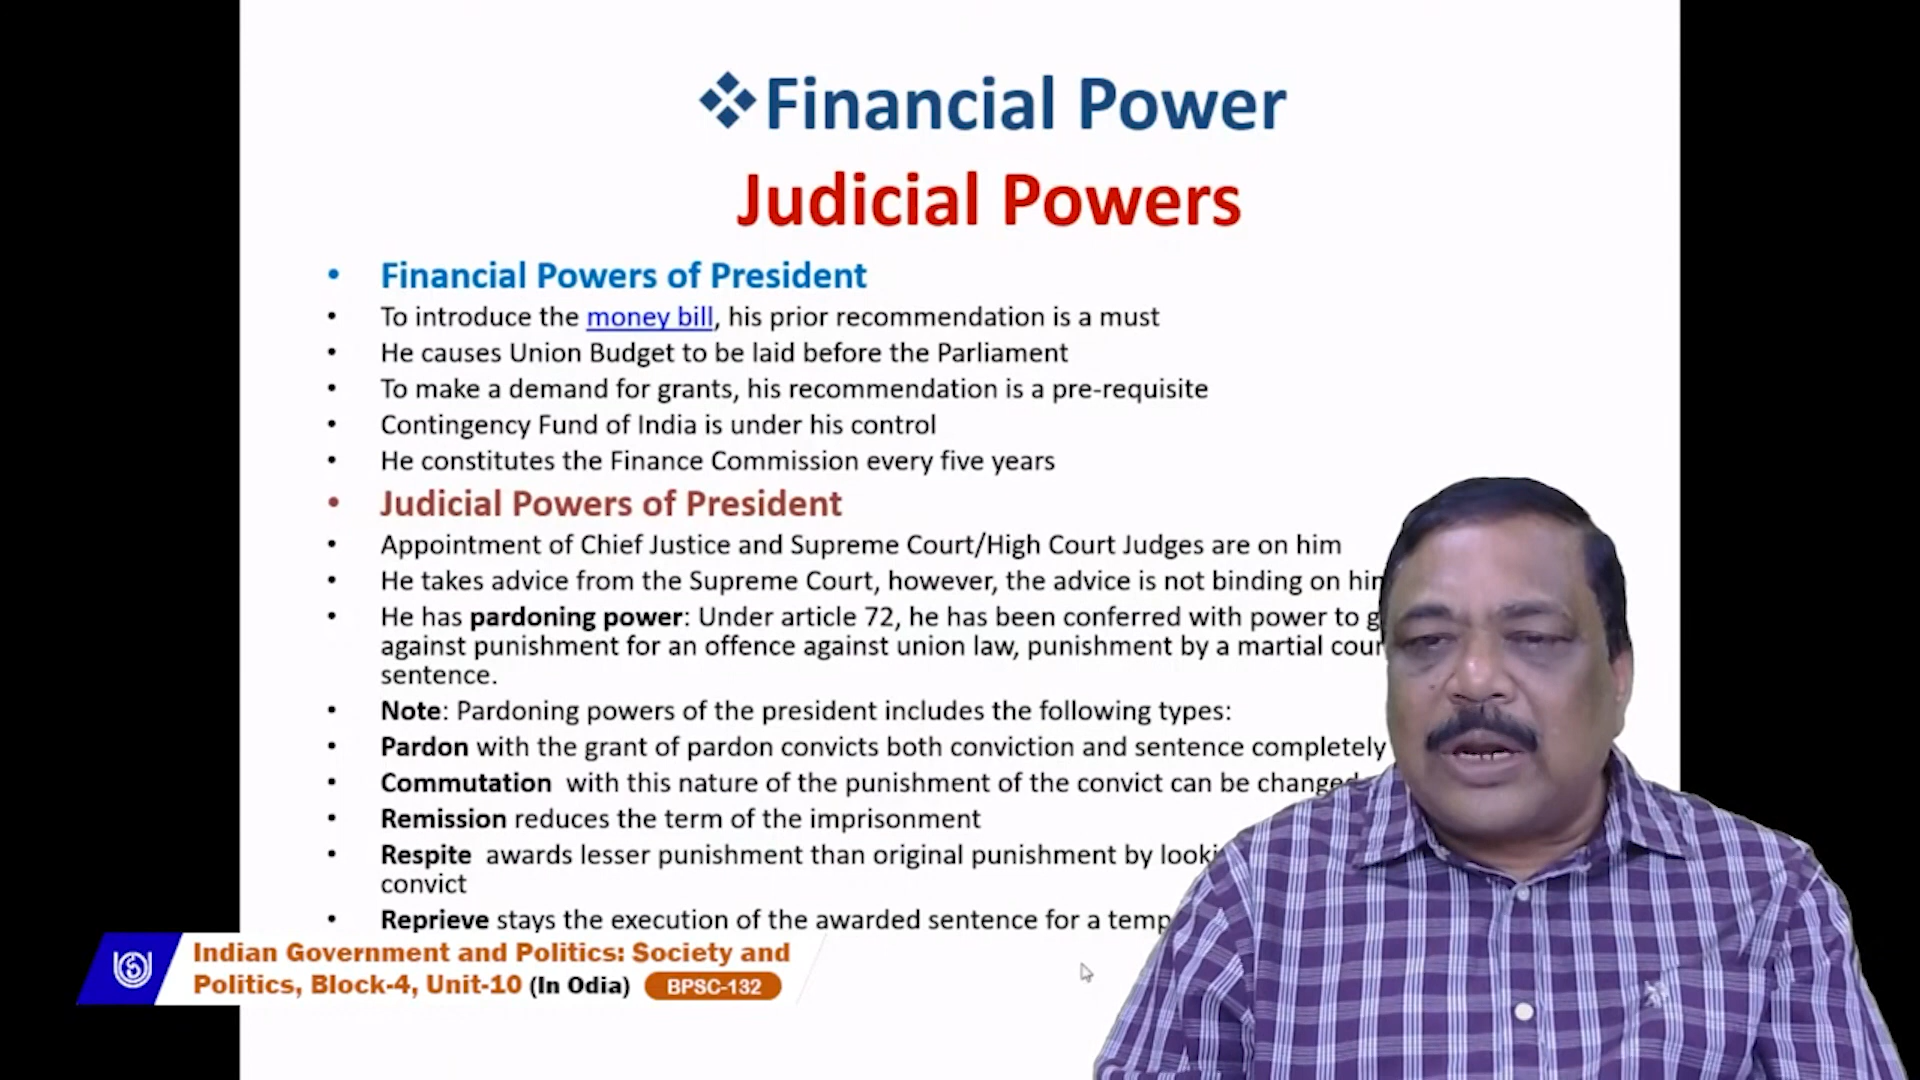 ❖Financial Power
Judicial Powers
• Financial Powers of President
• To introduce the money bill, his prior recommendation is a must
• He causes Union Budget to be laid before the Parliament
• To make a demand for grants, his recommendation is a pre-requisite
• Contingency Fund of India is under his control
• He constitutes the Finance Commission every five years
• Judicial Powers of President
• Appointment of Chief Justice and Supreme Court/High Court Judges are on him
• He takes advice from the Supreme Court, however, the advice is not binding on
• He has pardoning power: Under article 72, he has been conferred with power to
against punishment for an offence against union law, punishment by a martial
sentence.
• Note: Pardoning powers of the president includes the following types:
• Pardon with the grant of pardon convicts both conviction and sentence completely
• Commutation with this nature of the punishment of the convict can be changed
• Remission reduces the term of the imprisonment
• Respite awards lesser punishment than original punishment by
convict
• Reprieve stays the execution of the awarded sentence for a
Indian Government and Politics: Society and
Politics, Block-4, Unit-10 (In Odia) BPSC-132